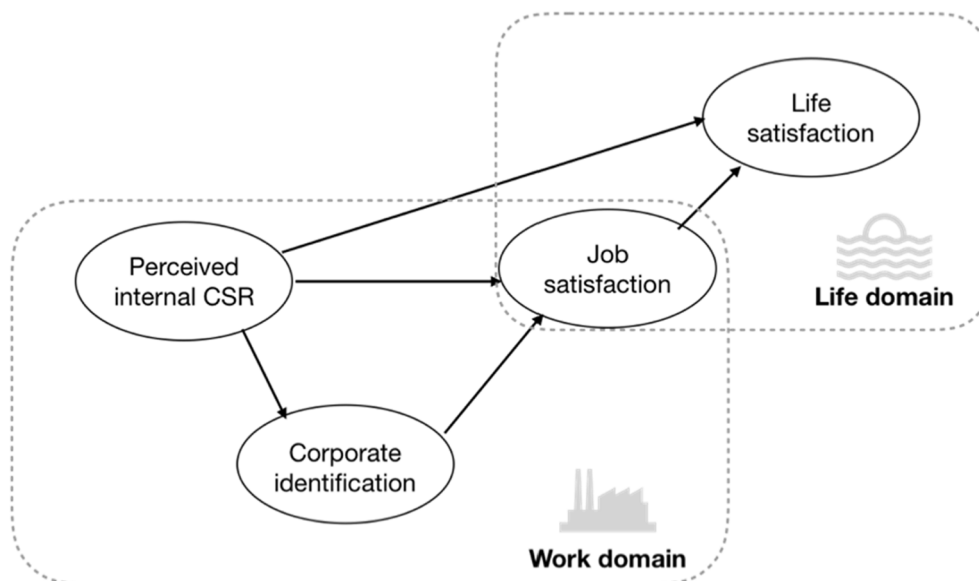 Life
satisfaction
Perceived
internal CSR
Job
satisfaction
Life domain
Corporate
identification
Work domain